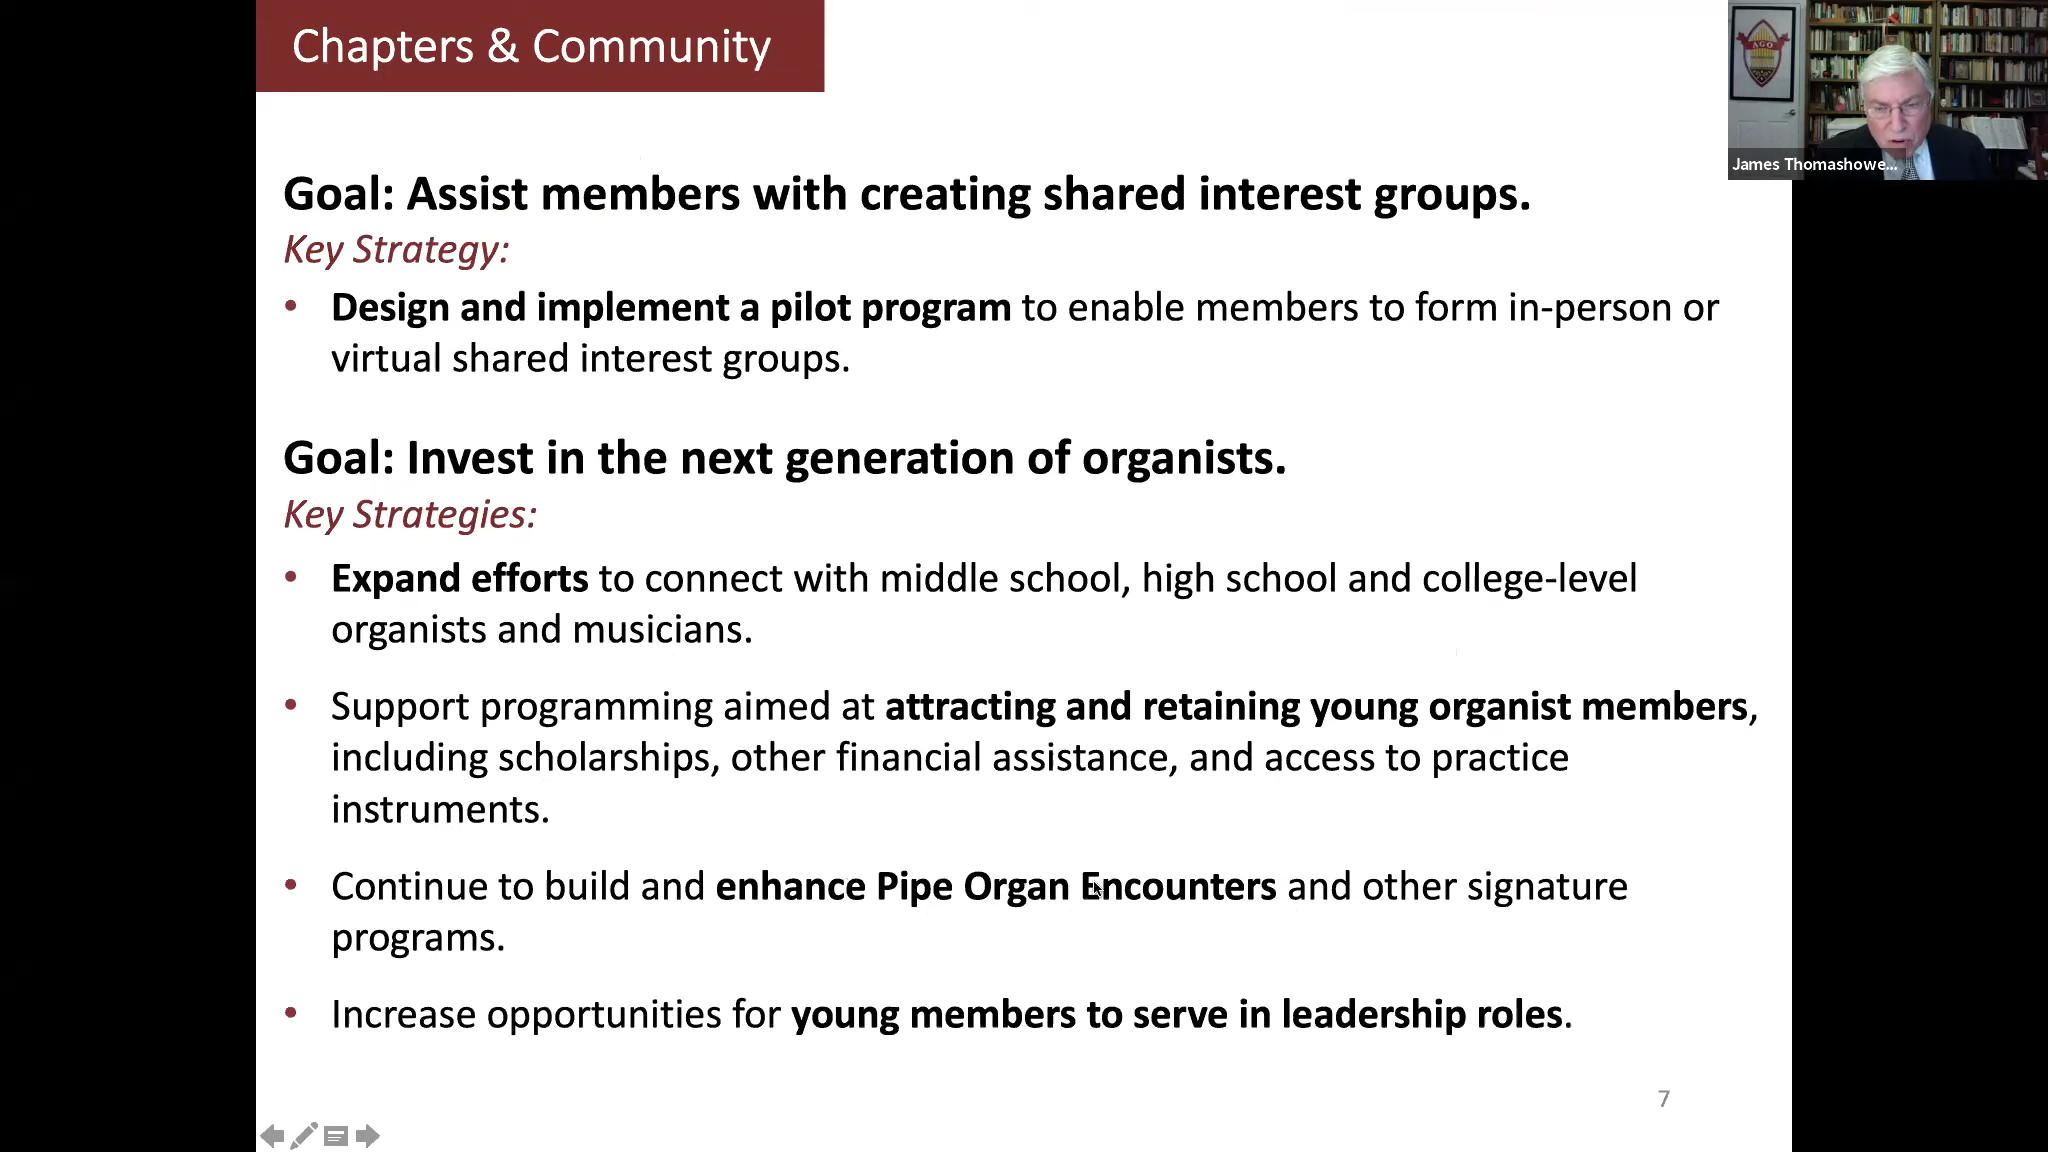 Chapters & Community
AGO
James Thomashowe...
Goal: Assist members with creating shared interest groups.
Key Strategy:
• Design and implement a pilot program to enable members to form in-person or
virtual shared interest groups.
Goal: Invest in the next generation of organists.
Key Strategies:
• Expand efforts to connect with middle school, high school and college-level
organists and musicians.
• Support programming aimed at attracting and retaining young organist members,
including scholarships, other financial assistance, and access to practice
instruments.
• Continue to build and enhance Pipe Organ Encounters and other signature
programs.
• Increase opportunities for young members to serve in leadership roles.
7